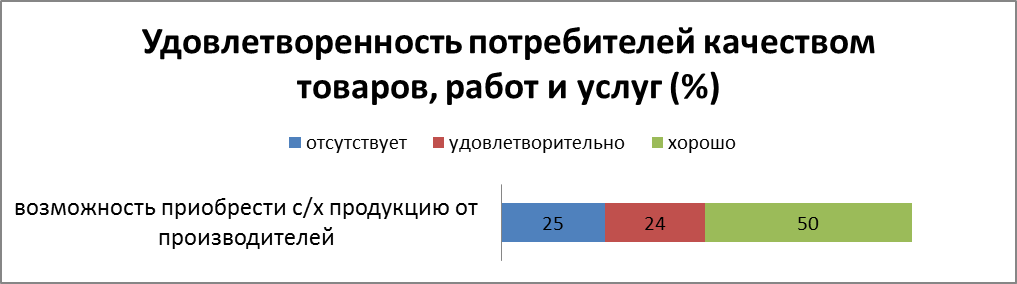 Удовлетворенность потребителей качеством
товаров, работ и услуг (%)
отсутствует удовлетворительно хорошо
возможность приобрести с/х продукцию от
производителей
25 24 50